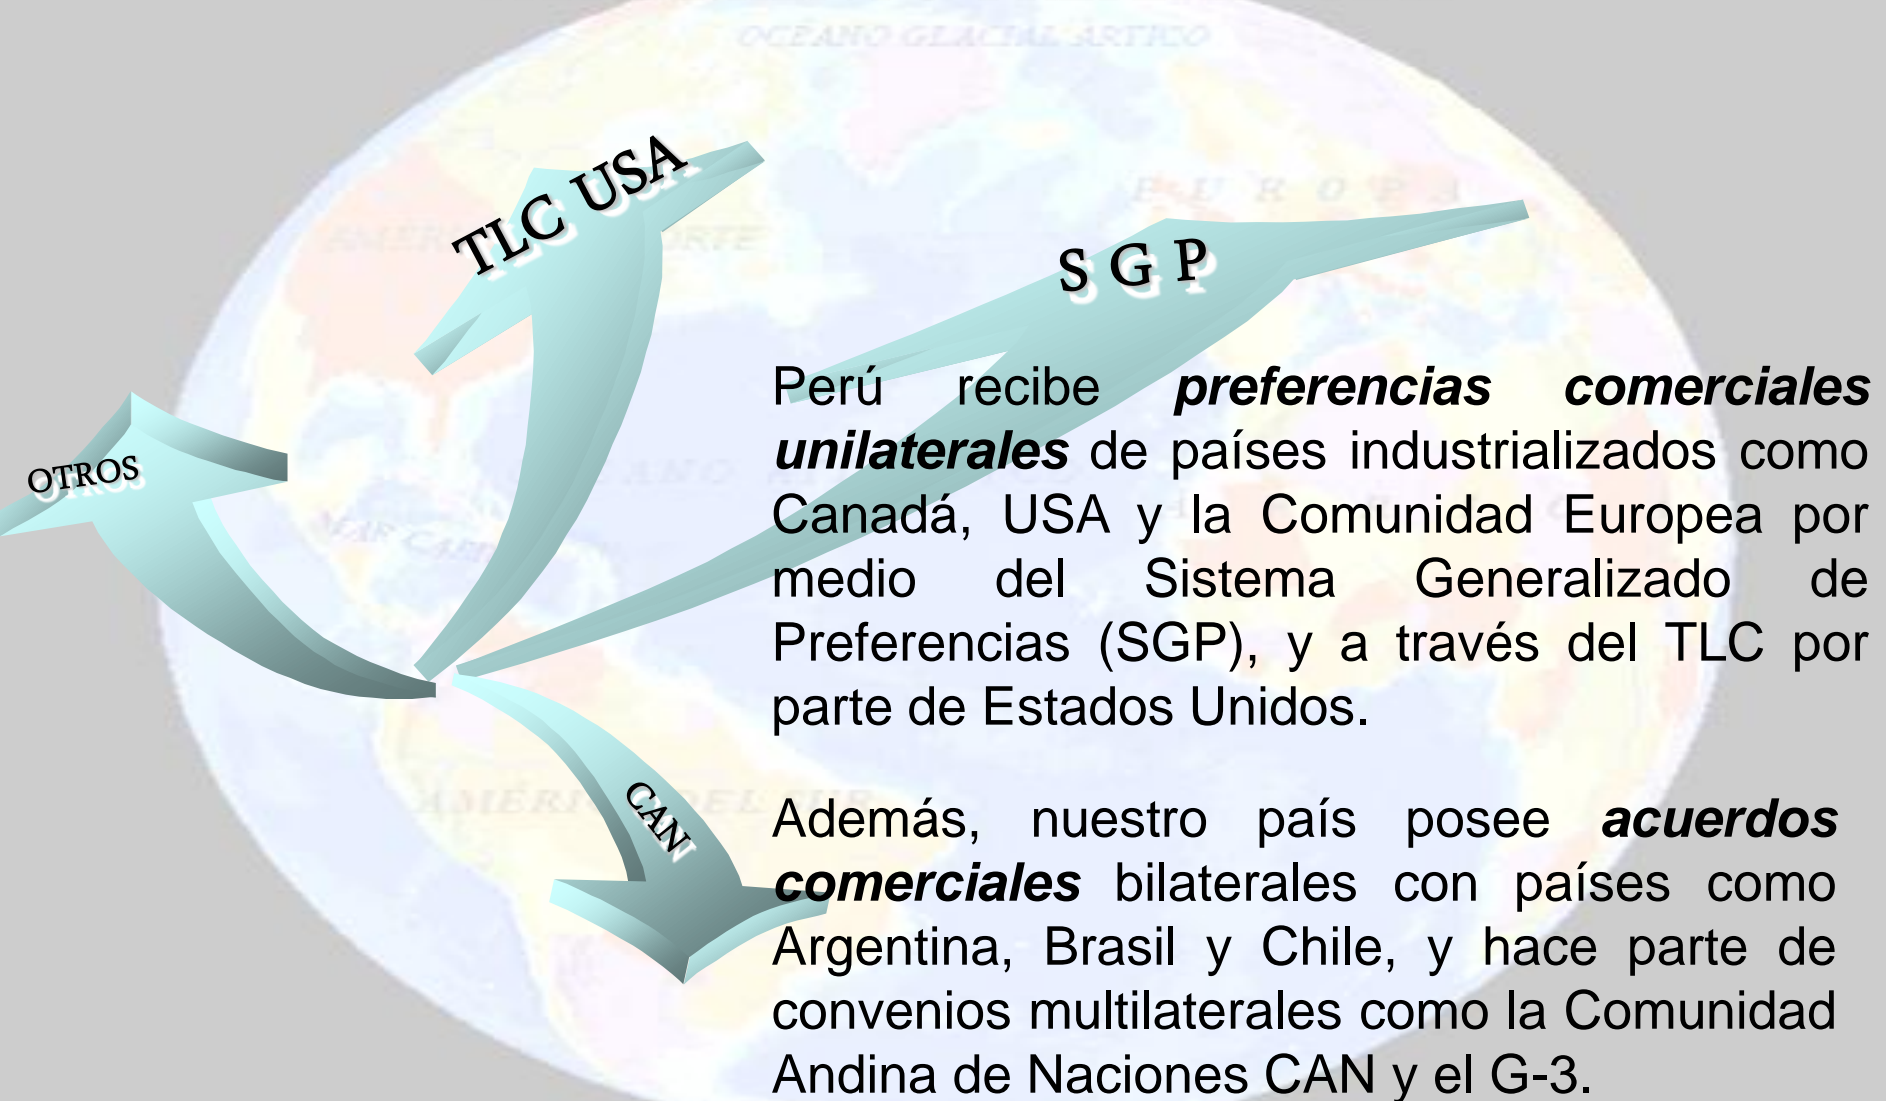 OCEANO GLACIAL ARTICO
TLC USA
E U R O P A
S G P
OTROS
Perú recibe preferencias comerciales
unilaterales de países industrializados como
Canadá, USA y la Comunidad Europea por
medio del Sistema Generalizado de
Preferencias (SGP), y a través del TLC por
parte de Estados Unidos.
CAN
Además, nuestro país posee acuerdos
comerciales bilaterales con países como
Argentina, Brasil y Chile, y hace parte de
convenios multilaterales como la Comunidad
Andina de Naciones CAN y el G-3.